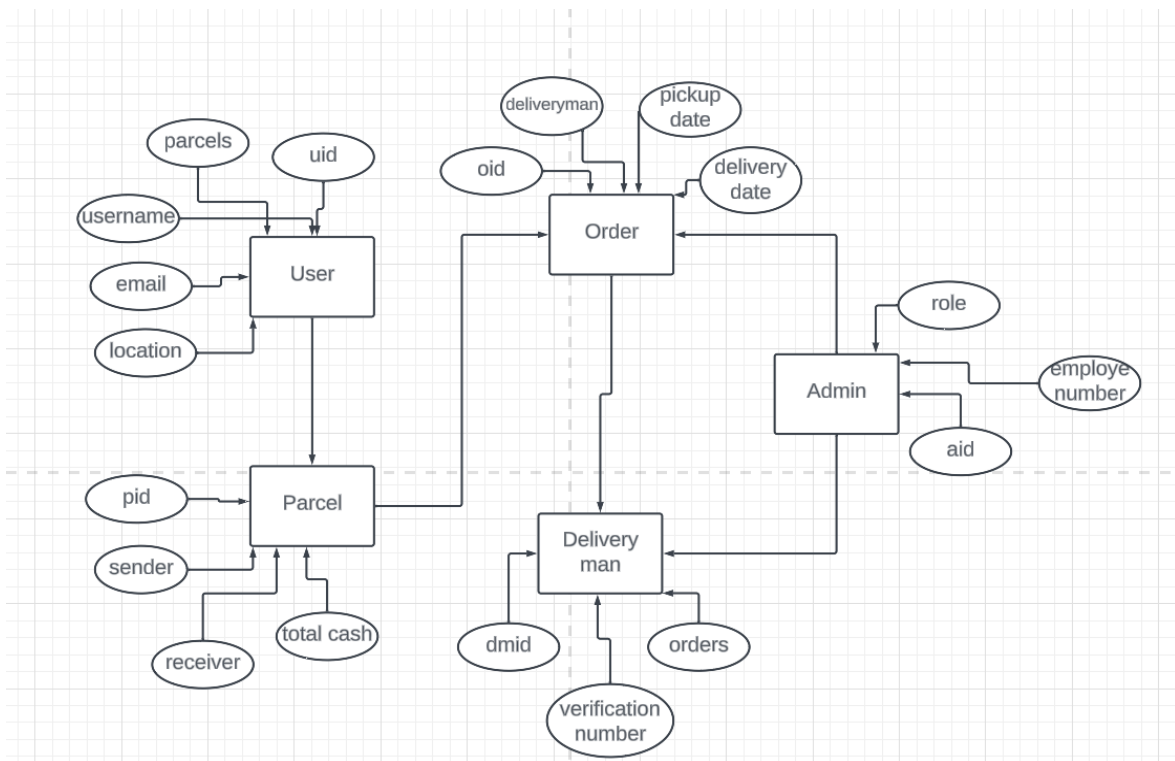 deliveryman
pickup
date
parcels
uid
oid
delivery
date
username
Order
User
email
role
location
employe
number
Admin
aid
pid
Parcel
Delivery
man
sender
total cash
dmid
orders
receiver
verification
number